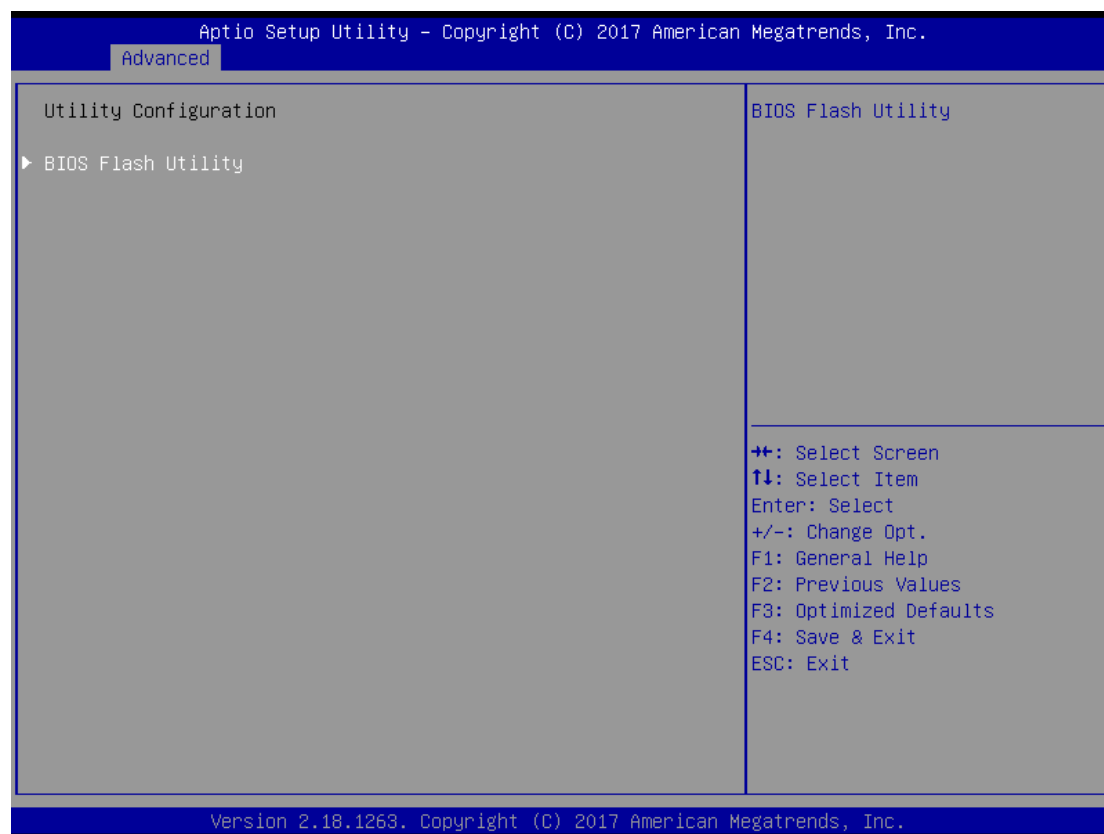 Aptio Setup Utility – Copyright (C) 2017 American Megatrends, Inc.
Advanced
Utility Configuration
BIOS Flash Utility
BIOS Flash Utility
→←: Select Screen
↑↓: Select Item
Enter: Select
+/-: Change Opt.
F1: General Help
F2: Previous Values
F3: Optimized Defaults
F4: Save & Exit
ESC: Exit
Version 2.18.1263. Copyright (C) 2017 American Megatrends, Inc.